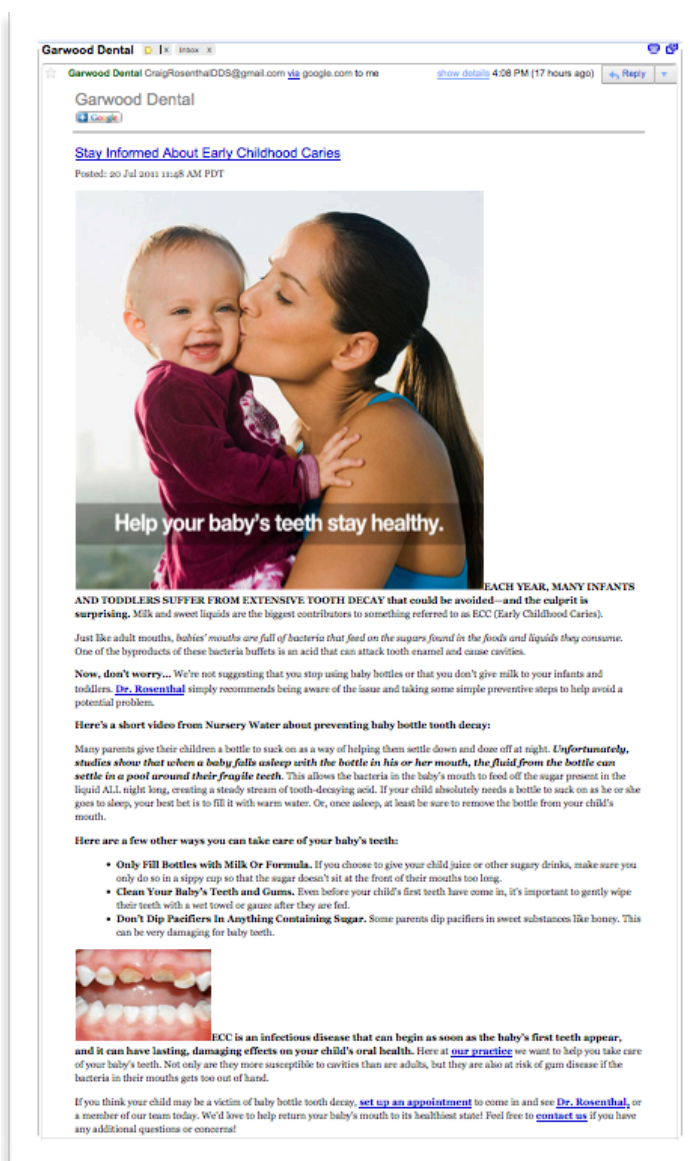 Garwood Dental D | x Inbox X
Garwood Dental CraigRosenthalDDS@gmail.com via google.com to me show details 4:08 PM (17 hours ago) Reply
Garwood Dental
Google
Stay Informed About Early Childhood Caries
Posted: 20 Jul 2011 11:48 AM PDT
Help your baby's teeth stay healthy.
EACH YEAR, MANY INFANTS
AND TODDLERS SUFFER FROM EXTENSIVE TOOTH DECAY that could be avoided—and the culprit is
surprising. Milk and sweet liquids are the biggest contributors to something referred to as ECC (Early Childhood Caries).
Just like adult mouths, babies' mouths are full of bacteria that feed on the sugars found in the foods and liquids they consume.
One of the byproducts of these bacteria buffets is an acid that can attack tooth enamel and cause cavities.
Now, don't worry... We're not suggesting that you stop using baby bottles or that you don't give milk to your infants and
toddlers. Dr. Rosenthal simply recommends being aware of the issue and taking some simple preventive steps to help avoid a
potential problem.
Here's a short video from Nursery Water about preventing baby bottle tooth decay:
Many parents give their children a bottle to suck on as a way of helping them settle down and doze off at night. Unfortunately,
studies show that when a baby falls asleep with the bottle in his or her mouth, the fluid from the bottle can
settle in a pool around their fragile teeth. This allows the bacteria in the baby's mouth to feed off the sugar present in the
liquid ALL night long, creating a steady stream of tooth-decaying acid. If your child absolutely needs a bottle to suck on as he or she
goes to sleep, your best bet is to fill it with warm water. Or, once asleep, at least be sure to remove the bottle from your child's
mouth.
Here are a few other ways you can take care of your baby's teeth:
• Only Fill Bottles with Milk Or Formula. If you choose to give your child juice or other sugary drinks, make sure you
only do so in a sippy cup so that the sugar doesn't sit at the front of their mouths too long.
• Clean Your Baby's Teeth and Gums. Even before your child's first teeth have come in, it's important to gently wipe
their teeth with a wet towel or gauze after they are fed.
• Don't Dip Pacifiers In Anything Containing Sugar. Some parents dip pacifiers in sweet substances like honey. This
can be very damaging for baby teeth.
ECC is an infectious disease that can begin as soon as the baby's first teeth appear,
and it can have lasting, damaging effects on your child's oral health. Here at our practice we want to help you take care
of your baby's teeth. Not only are they more susceptible to cavities than are adults, but they are also at risk of gum disease if the
bacteria in their mouths gets too out of hand.
If you think your child may be a victim of baby bottle tooth decay, set up an appointment to come in and see Dr. Rosenthal, or
a member of our team today. We'd love to help return your baby's mouth to its healthiest state! Feel free to contact us if you have
any additional questions or concerns!